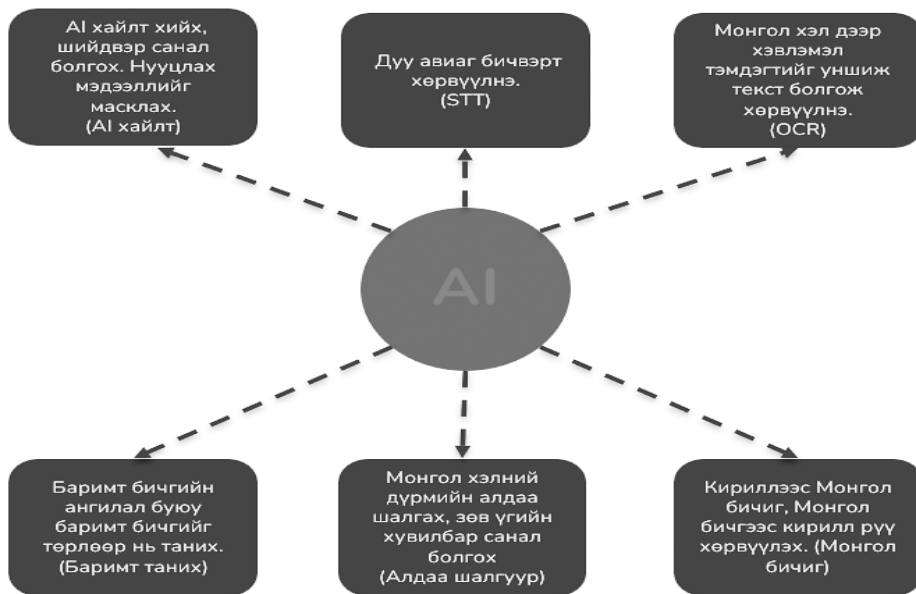 AI хайлт хийх,
шийдвэр санал
болгох. Нууцлах
мэдээллийг
масклах.
(AI хайлт)
Дуу авиаг бичвэрт
хөрвүүлнэ.
(STT)
Монгол хэл дээр
хэвлэмэл
тэмдэгтийг уншиж
текст болгож
хөрвүүлнэ.
(OCR)
AI
Баримт бичгийн
ангилал буюу
баримт бичгийг
төрлөөр нь таних.
(Баримт таних)
Монгол хэлний
дүрмийн алдаа
шалгах, зөв үгийн
хувилбар санал
болгох
(Алдаа шалгуур)
Кириллээс Монгол
бичиг, Монгол
бичгээс кирилл рүү
хөрвүүлэх. (Монгол
бичиг)